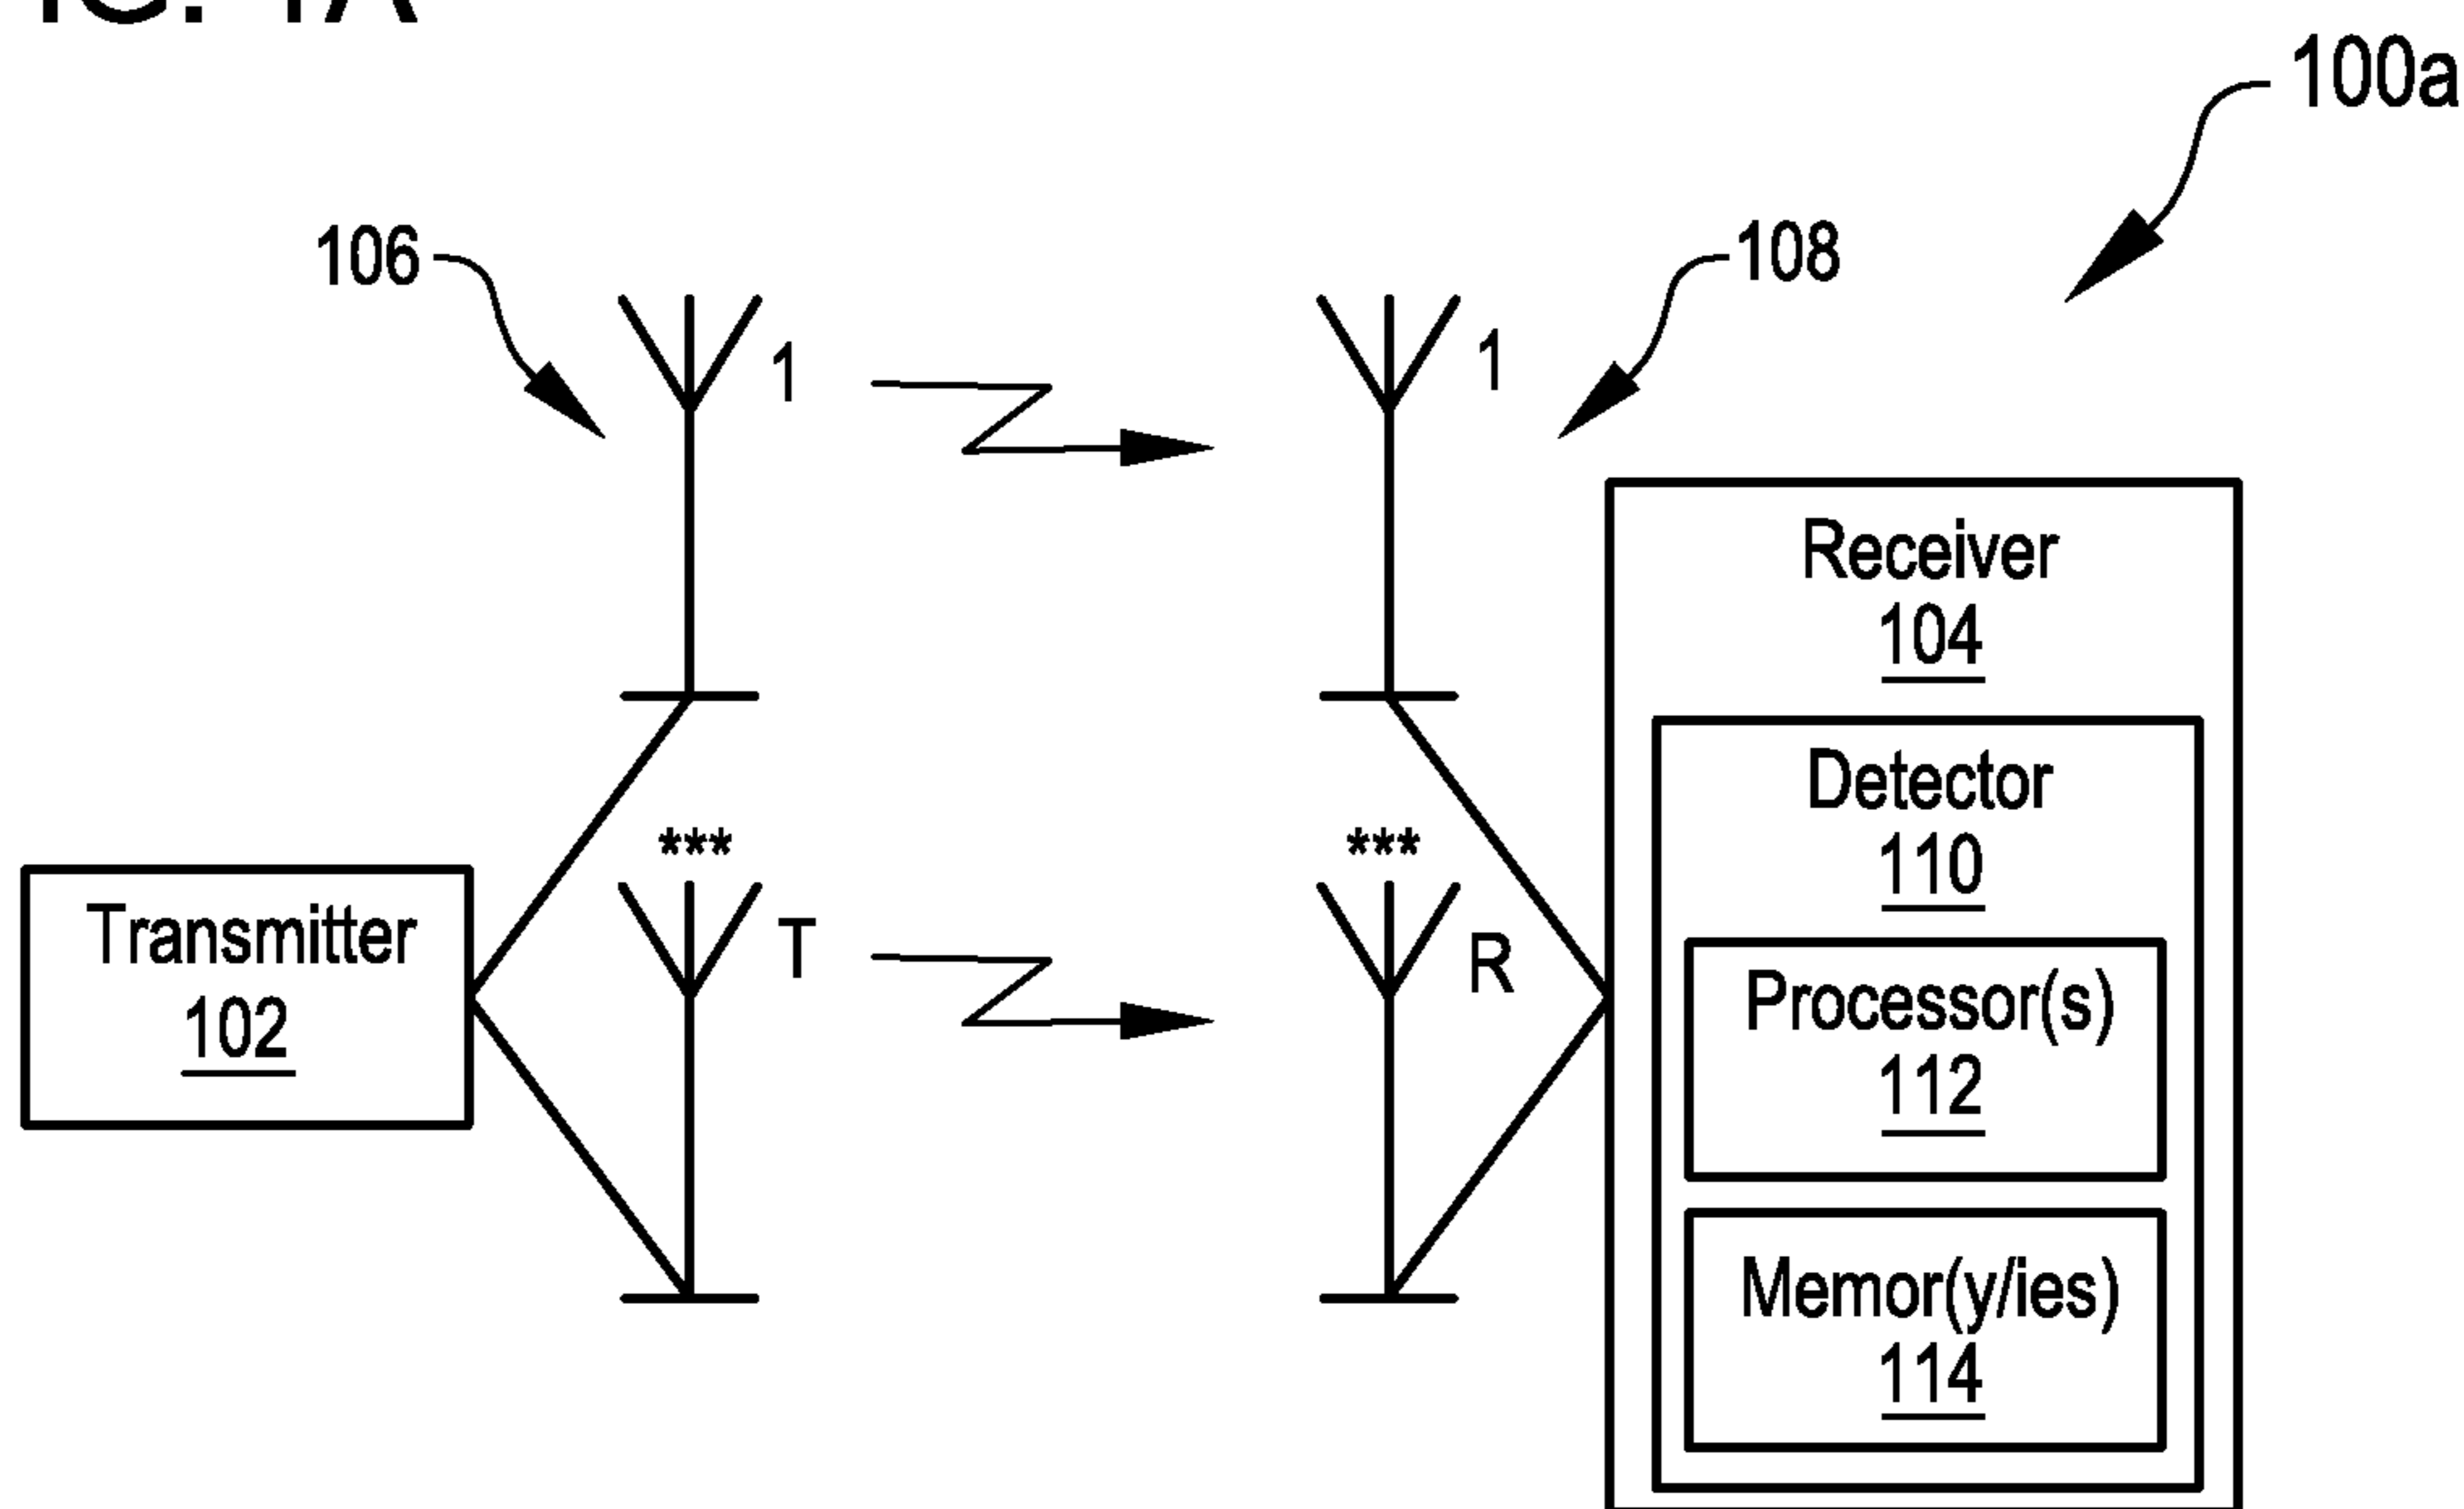 100a
106
108
1
1
Receiver
104
Detector
110
***
***
Transmitter
102
T
R
Processor(s)
112
Memor(y/ies)
114